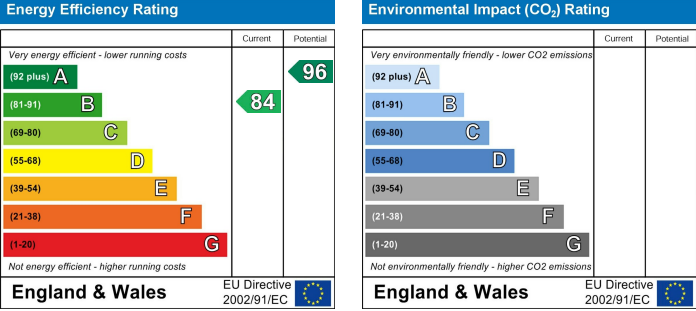 Energy Efficiency Rating
Current
Potential
Very energy efficient - lower running costs
(92 plus) A
(81-91) B
(69-80) C
(55-68) D
(39-54) E
(21-38) F
(1-20) G
84
96
Not energy efficient - higher running costs
England & Wales
EU Directive
2002/91/EC
Environmental Impact (CO₂) Rating
Current
Potential
Very environmentally friendly - lower CO2 emissions
(92 plus) A
(81-91) B
(69-80) C
(55-68) D
(39-54) E
(21-38) F
(1-20) G
Not environmentally friendly - higher CO2 emissions
England & Wales
EU Directive
2002/91/EC